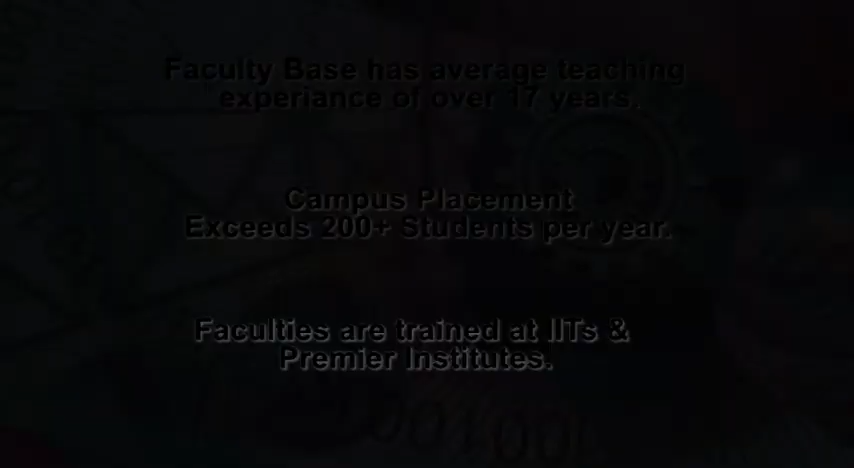 Faculty Base has average teaching
experiance of over 17 years.
Campus Placement
Exceeds 200+ Students per year.
Faculties are trained at IITs &
Premier Institutes.